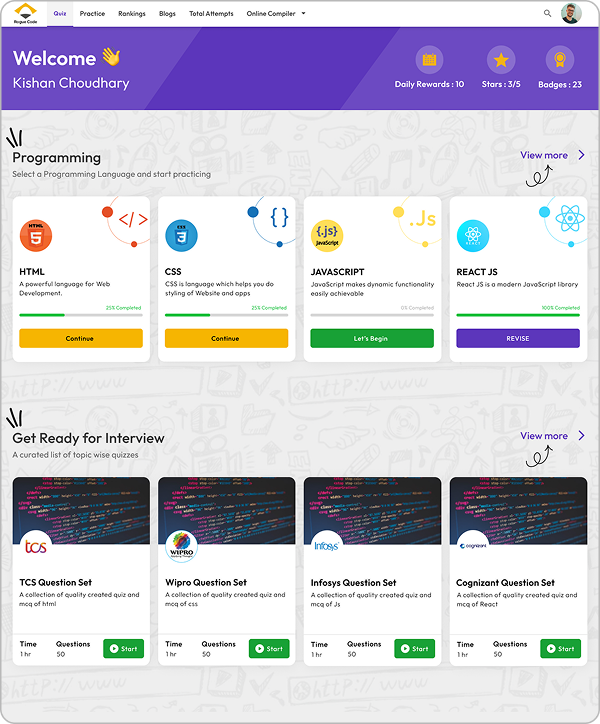 Rogue Code
Quiz
Practice
Rankings
Blogs
Total Attempts
Online Compiler
Welcome 👋
Kishan Choudhary
Daily Rewards : 10
Stars : 3/5
Badges : 23
Programming
Select a Programming Language and start practicing
View more
</>
HTML
5
HTML
A powerful language for Web
Development.
25% Completed
Continue
{}
CSS
3
CSS
CSS is language which helps you do
styling of Website and apps
25% Completed
Continue
.Js
{.js}
JavaScript
JAVASCRIPT
JavaScript makes dynamic functionality
easily achievable
0% Completed
Let's Begin
REACT
REACT JS
React JS is a modern JavaScript library
100% Completed
REVISE
http:// www
http:// www
Get Ready for Interview
A curated list of topic wise quizzes
View more
tcs
TCS Question Set
A collection of quality created quiz and
mcq of html
Time
1 hr
Questions
50
Start
WIPRO
Wipro Question Set
A collection of quality created quiz and
mcq of css
Time
1 hr
Questions
50
Start
Infosys
Infosys Question Set
A collection of quality created quiz and
mcq of Js
Time
1 hr
Questions
50
Start
cognizant
Cognizant Question Set
A collection of quality created quiz and
mcq of React
Time
1 hr
Questions
50
Start
http:// www